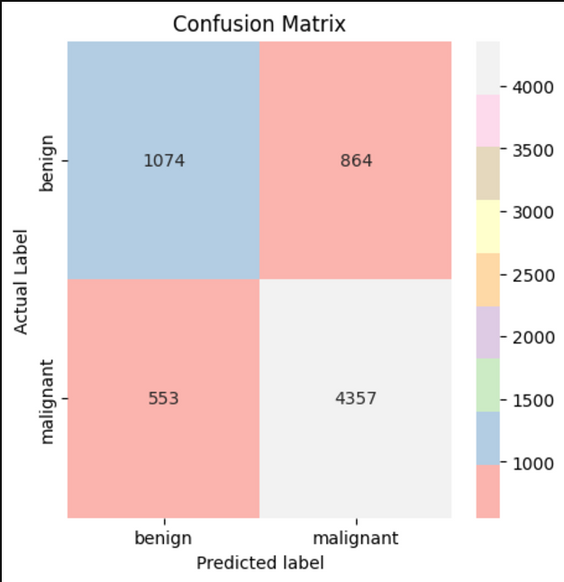 Confusion Matrix
benign
1074
864
malignant
553
4357
Actual Label
benign
malignant
Predicted label
4000
3500
3000
2500
2000
1500
1000